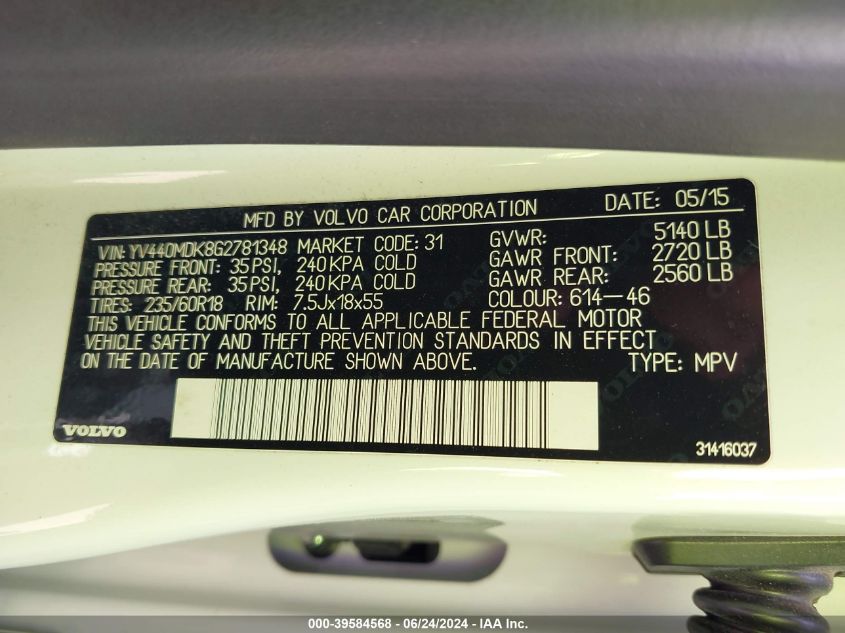 MFD BY VOLVO CAR CORPORATION DATE: 05/15
VIN: YV440MDK8G2781348 MARKET CODE: 31 GVWR: 5140 LB
PRESSURE FRONT: 35 PSI, 240 KPA COLD GAWR FRONT: 2720 LB
PRESSURE REAR: 35 PSI, 240 KPA COLD GAWR REAR: 2560 LB
TIRES: 235/60R18 RIM: 7.5Jx18x55 COLOUR: 614-46
THIS VEHICLE CONFORMS TO ALL APPLICABLE FEDERAL MOTOR
VEHICLE SAFETY AND THEFT PREVENTION STANDARDS IN EFFECT
ON THE DATE OF MANUFACTURE SHOWN ABOVE. TYPE: MPV
VOLVO
31416037
000-39584568 - 06/24/2024 - IAA Inc.